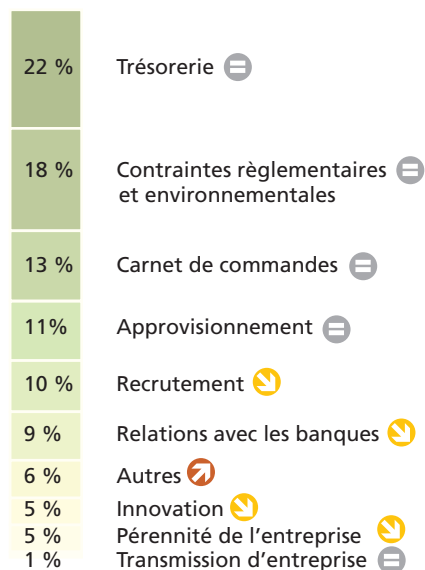 22 % Trésorerie
18 % Contraintes règlementaires
et environnementales
13 % Carnet de commandes
11% Approvisionnement
10 % Recrutement
9 % Relations avec les banques
6 % Autres
5 % Innovation
5 % Pérennité de l'entreprise
1 % Transmission d'entreprise